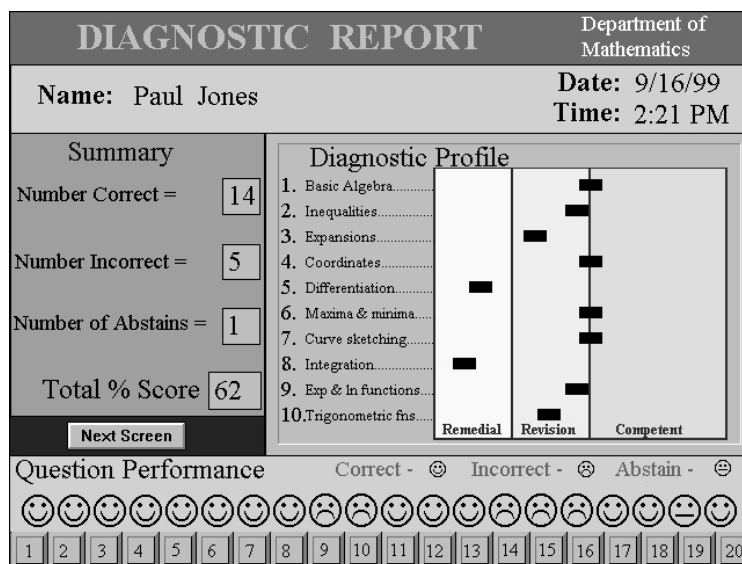 DIAGNOSTIC REPORT
Department of
Mathematics
Name: Paul Jones
Date: 9/16/99
Time: 2:21 PM
Summary
Number Correct = 14
Number Incorrect = 5
Number of Abstains = 1
Total % Score 62
Next Screen
Diagnostic Profile
1. Basic Algebra..........
2. Inequalities..............
3. Expansions..............
4. Coordinates.............
5. Differentiation.........
6. Maxima & minima.....
7. Curve sketching........
8. Integration...............
9. Exp & ln functions....
10.Trigonometric fns.....
Remedial Revision Competent
Question Performance Correct - Incorrect - Abstain -
1 2 3 4 5 6 7 8 9 10 11 12 13 14 15 16 17 18 19 20